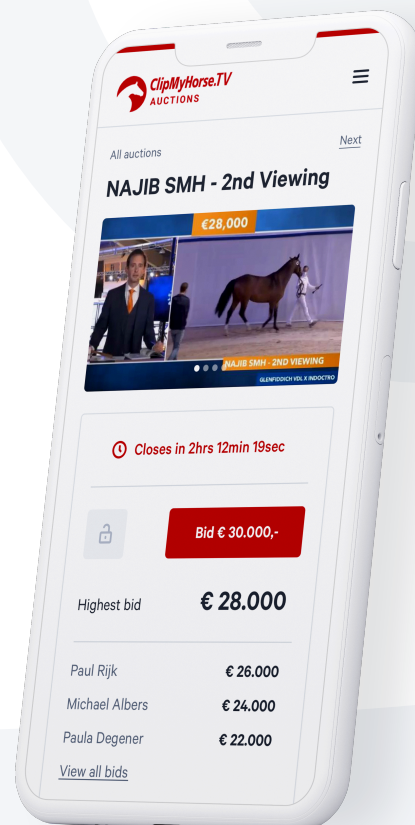 ClipMyHorse.TV
AUCTIONS
All auctions
Next
NAJIB SMH - 2nd Viewing
€28,000
NAJIB SMH - 2ND VIEWING
GLENFIDDICH VDL X INDOCTRO
Closes in 2hrs 12min 19sec
Bid € 30.000,-
Highest bid
€ 28.000
Paul Rijk
€ 26.000
Michael Albers
€ 24.000
Paula Degener
€ 22.000
View all bids